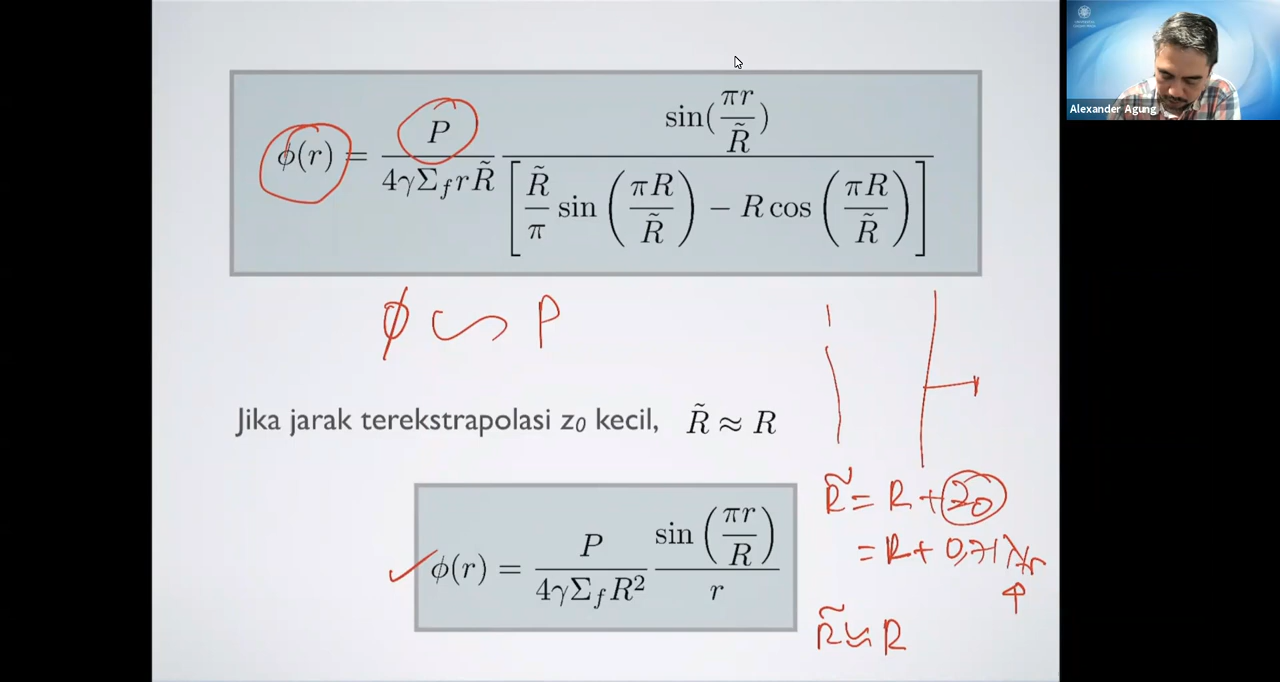 ϕ(r) = P / (4γΣ_f r R̃) · sin(πr/R̃) / [R̃/π sin(πR/R̃) − R cos(πR/R̃)]
Alexander Agung
ϕ ∽ P
Jika jarak terekstrapolasi z₀ kecil, R̃ ≈ R
R̃ = R + z₀
= R + 0,71 λtr
ϕ(r) = P / (4γΣ_f R²) · sin(πr/R) / r
R̃ ≈ R